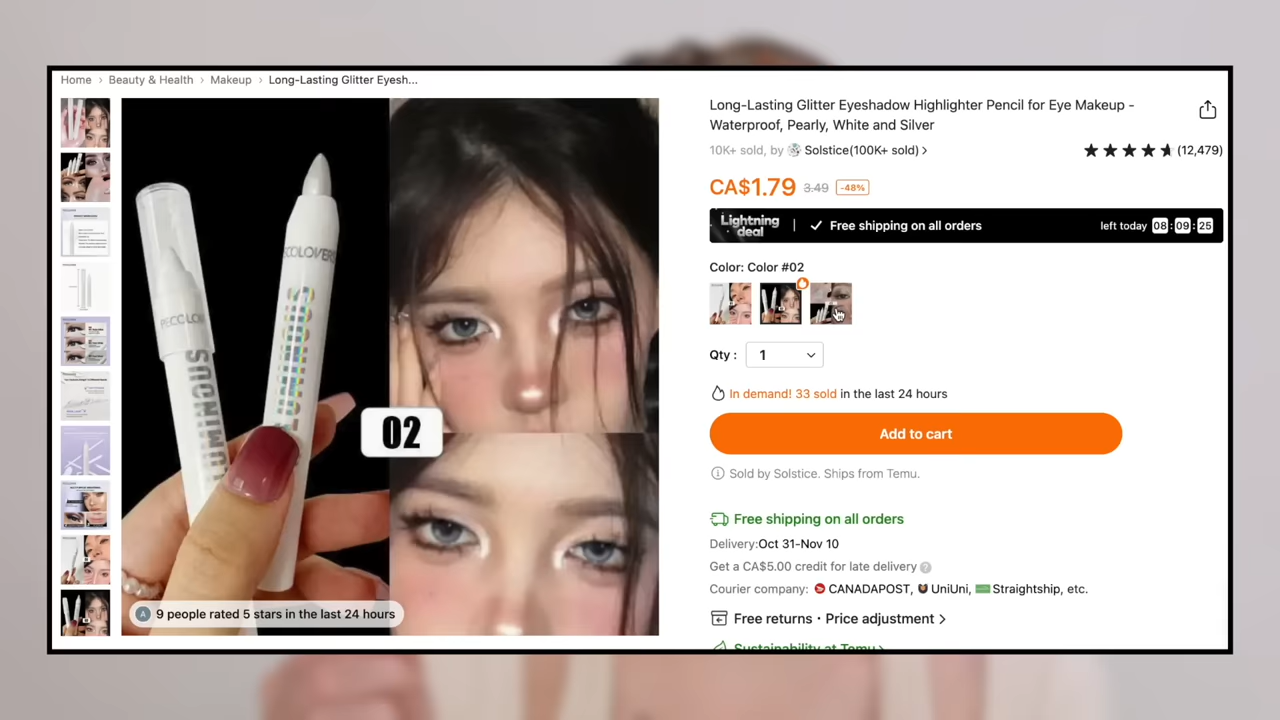 Home › Beauty & Health › Makeup › Long-Lasting Glitter Eyesh...
Long-Lasting Glitter Eyeshadow Highlighter Pencil for Eye Makeup -
Waterproof, Pearly, White and Silver
10K+ sold, by Solstice(100K+ sold) >
(12,479)
CA$1.79 3.49 -48%
Lightning
deal
Free shipping on all orders
left today 08:09:25
Color: Color #02
Qty : 1
In demand! 33 sold in the last 24 hours
Add to cart
Sold by Solstice. Ships from Temu.
Free shipping on all orders
Delivery:Oct 31-Nov 10
Get a CA$5.00 credit for late delivery ?
Courier company: CANADAPOST, UniUni, Straightship, etc.
Free returns · Price adjustment >
Sustainability at Temu >
02
A 9 people rated 5 stars in the last 24 hours